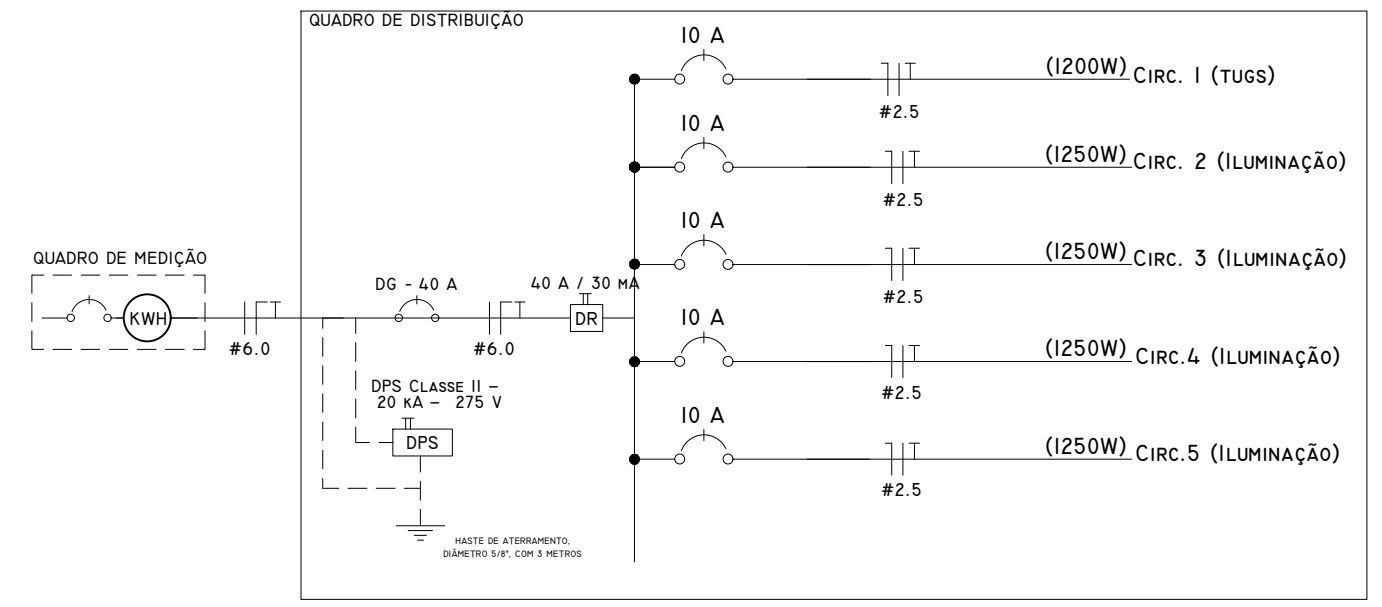 QUADRO DE DISTRIBUIÇÃO
10 A
(1200W) CIRC. 1 (TUGS)
#2.5
10 A
(1250W) CIRC. 2 (ILUMINAÇÃO)
#2.5
10 A
(1250W) CIRC. 3 (ILUMINAÇÃO)
#2.5
QUADRO DE MEDIÇÃO
KWH
#6.0
DG - 40 A
#6.0
40 A / 30 MA
DR
10 A
(1250W) CIRC.4 (ILUMINAÇÃO)
#2.5
DPS CLASSE II –
20 KA – 275 V
DPS
10 A
(1250W) CIRC.5 (ILUMINAÇÃO)
#2.5
HASTE DE ATERRAMENTO,
DIÂMETRO 5/8", COM 3 METROS